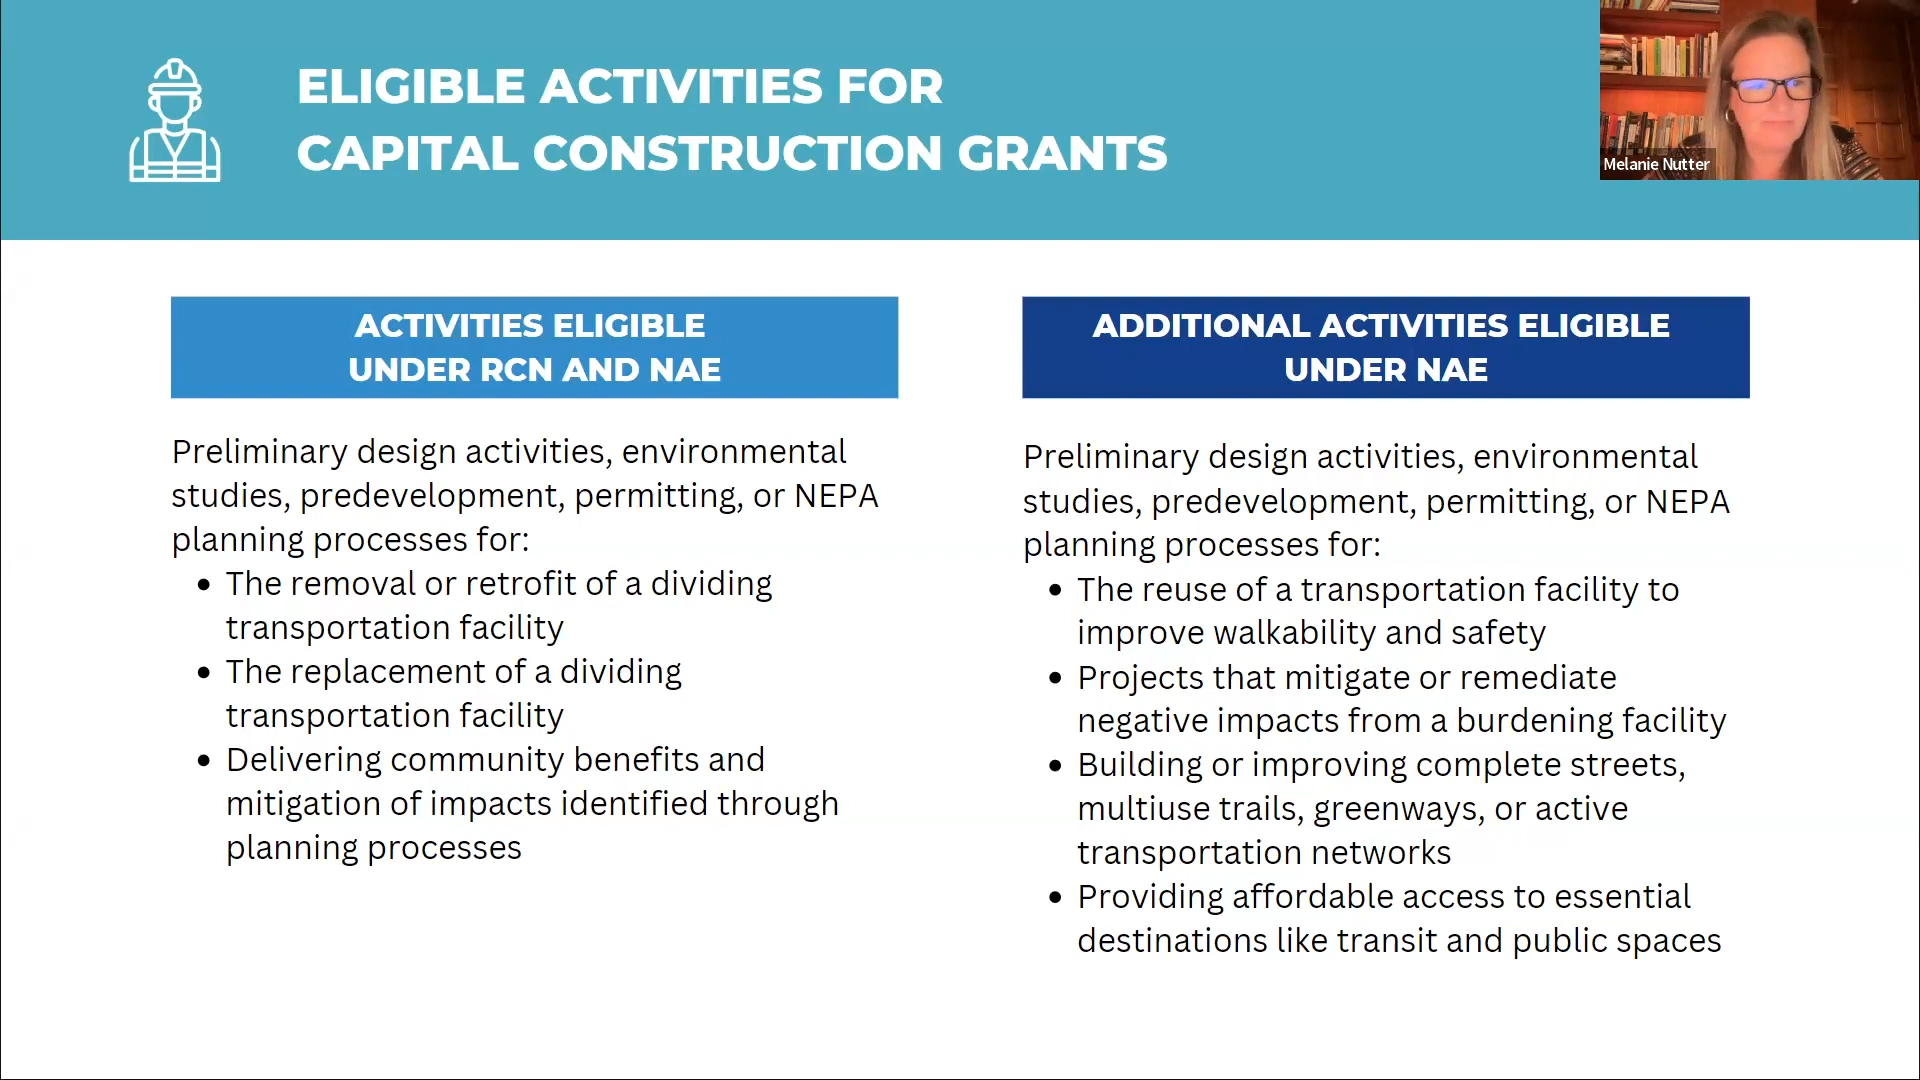 ELIGIBLE ACTIVITIES FOR
CAPITAL CONSTRUCTION GRANTS
Melanie Nutter
ACTIVITIES ELIGIBLE
UNDER RCN AND NAE
Preliminary design activities, environmental
studies, predevelopment, permitting, or NEPA
planning processes for:
• The removal or retrofit of a dividing
transportation facility
• The replacement of a dividing
transportation facility
• Delivering community benefits and
mitigation of impacts identified through
planning processes
ADDITIONAL ACTIVITIES ELIGIBLE
UNDER NAE
Preliminary design activities, environmental
studies, predevelopment, permitting, or NEPA
planning processes for:
• The reuse of a transportation facility to
improve walkability and safety
• Projects that mitigate or remediate
negative impacts from a burdening facility
• Building or improving complete streets,
multiuse trails, greenways, or active
transportation networks
• Providing affordable access to essential
destinations like transit and public spaces